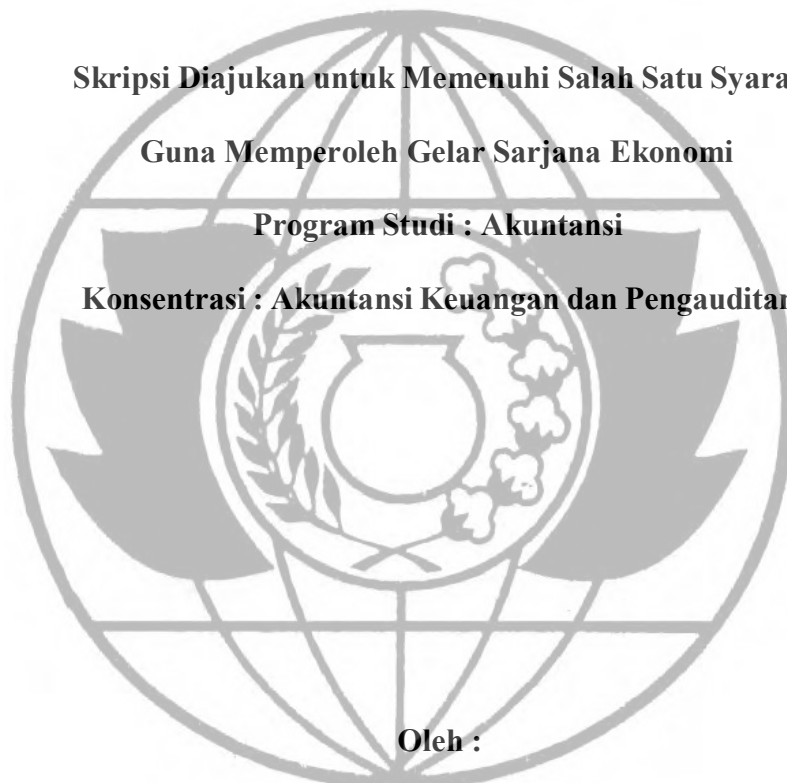 Skripsi Diajukan untuk Memenuhi Salah Satu Syara
Guna Memperoleh Gelar Sarjana Ekonomi
Program Studi : Akuntansi
Konsentrasi : Akuntansi Keuangan dan Pengauditan
Oleh :